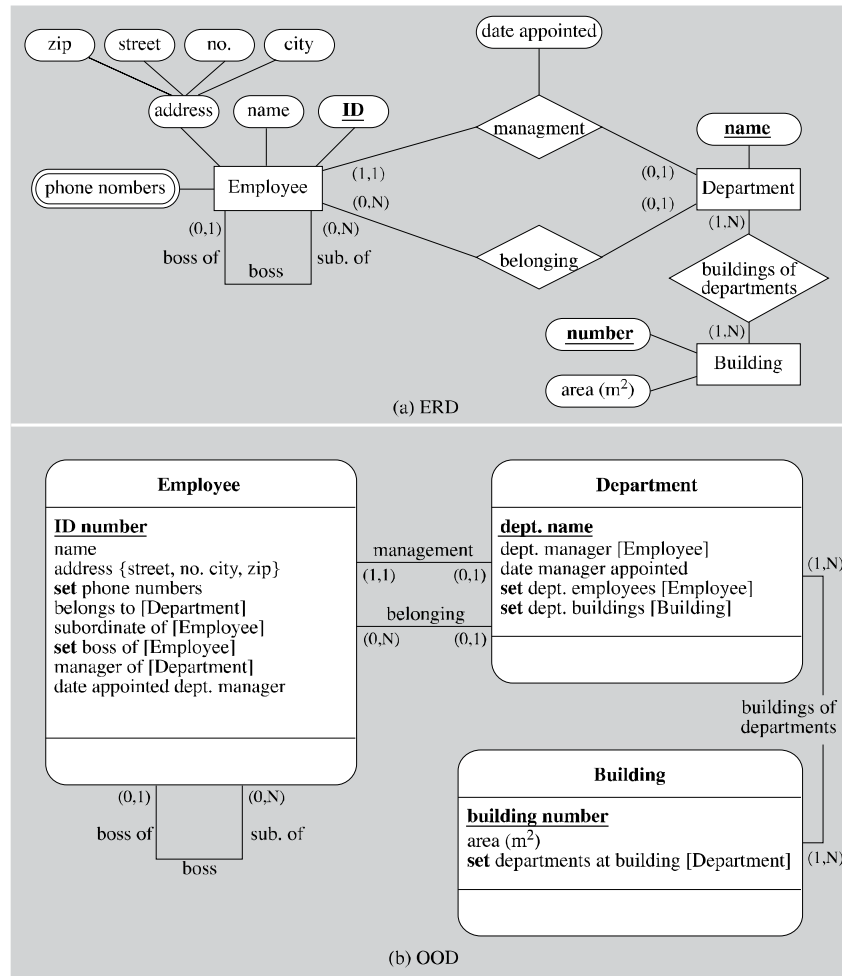 date appointed
zip
street
no.
city
address
name
ID
managment
name
phone nombers
Employee
(1,1)
(0,N)
(0,1)
(0,1)
Department
(0,1)
boss of
boss
(0,N)
sub. of
belonging
(1,N)
buildings of
departments
(1,N)
number
Building
area (m²)
(a) ERD
Employee
ID number
name
address {street, no. city, zip}
set phone numbers
belongs to [Department]
subordinate of [Employee]
set boss of [Employee]
manager of [Department]
date appointed dept. manager
management
(1,1)
(0,1)
belonging
(0,N)
(0,1)
Department
dept. name
dept. manager [Employee]
date manager appointed
set dept. employees [Employee]
set dept. buildings [Building]
(1,N)
buildings of
departments
(1,N)
Building
building number
area (m²)
set departments at building [Department]
(0,1)
(0,N)
boss of
sub. of
boss
(b) OOD